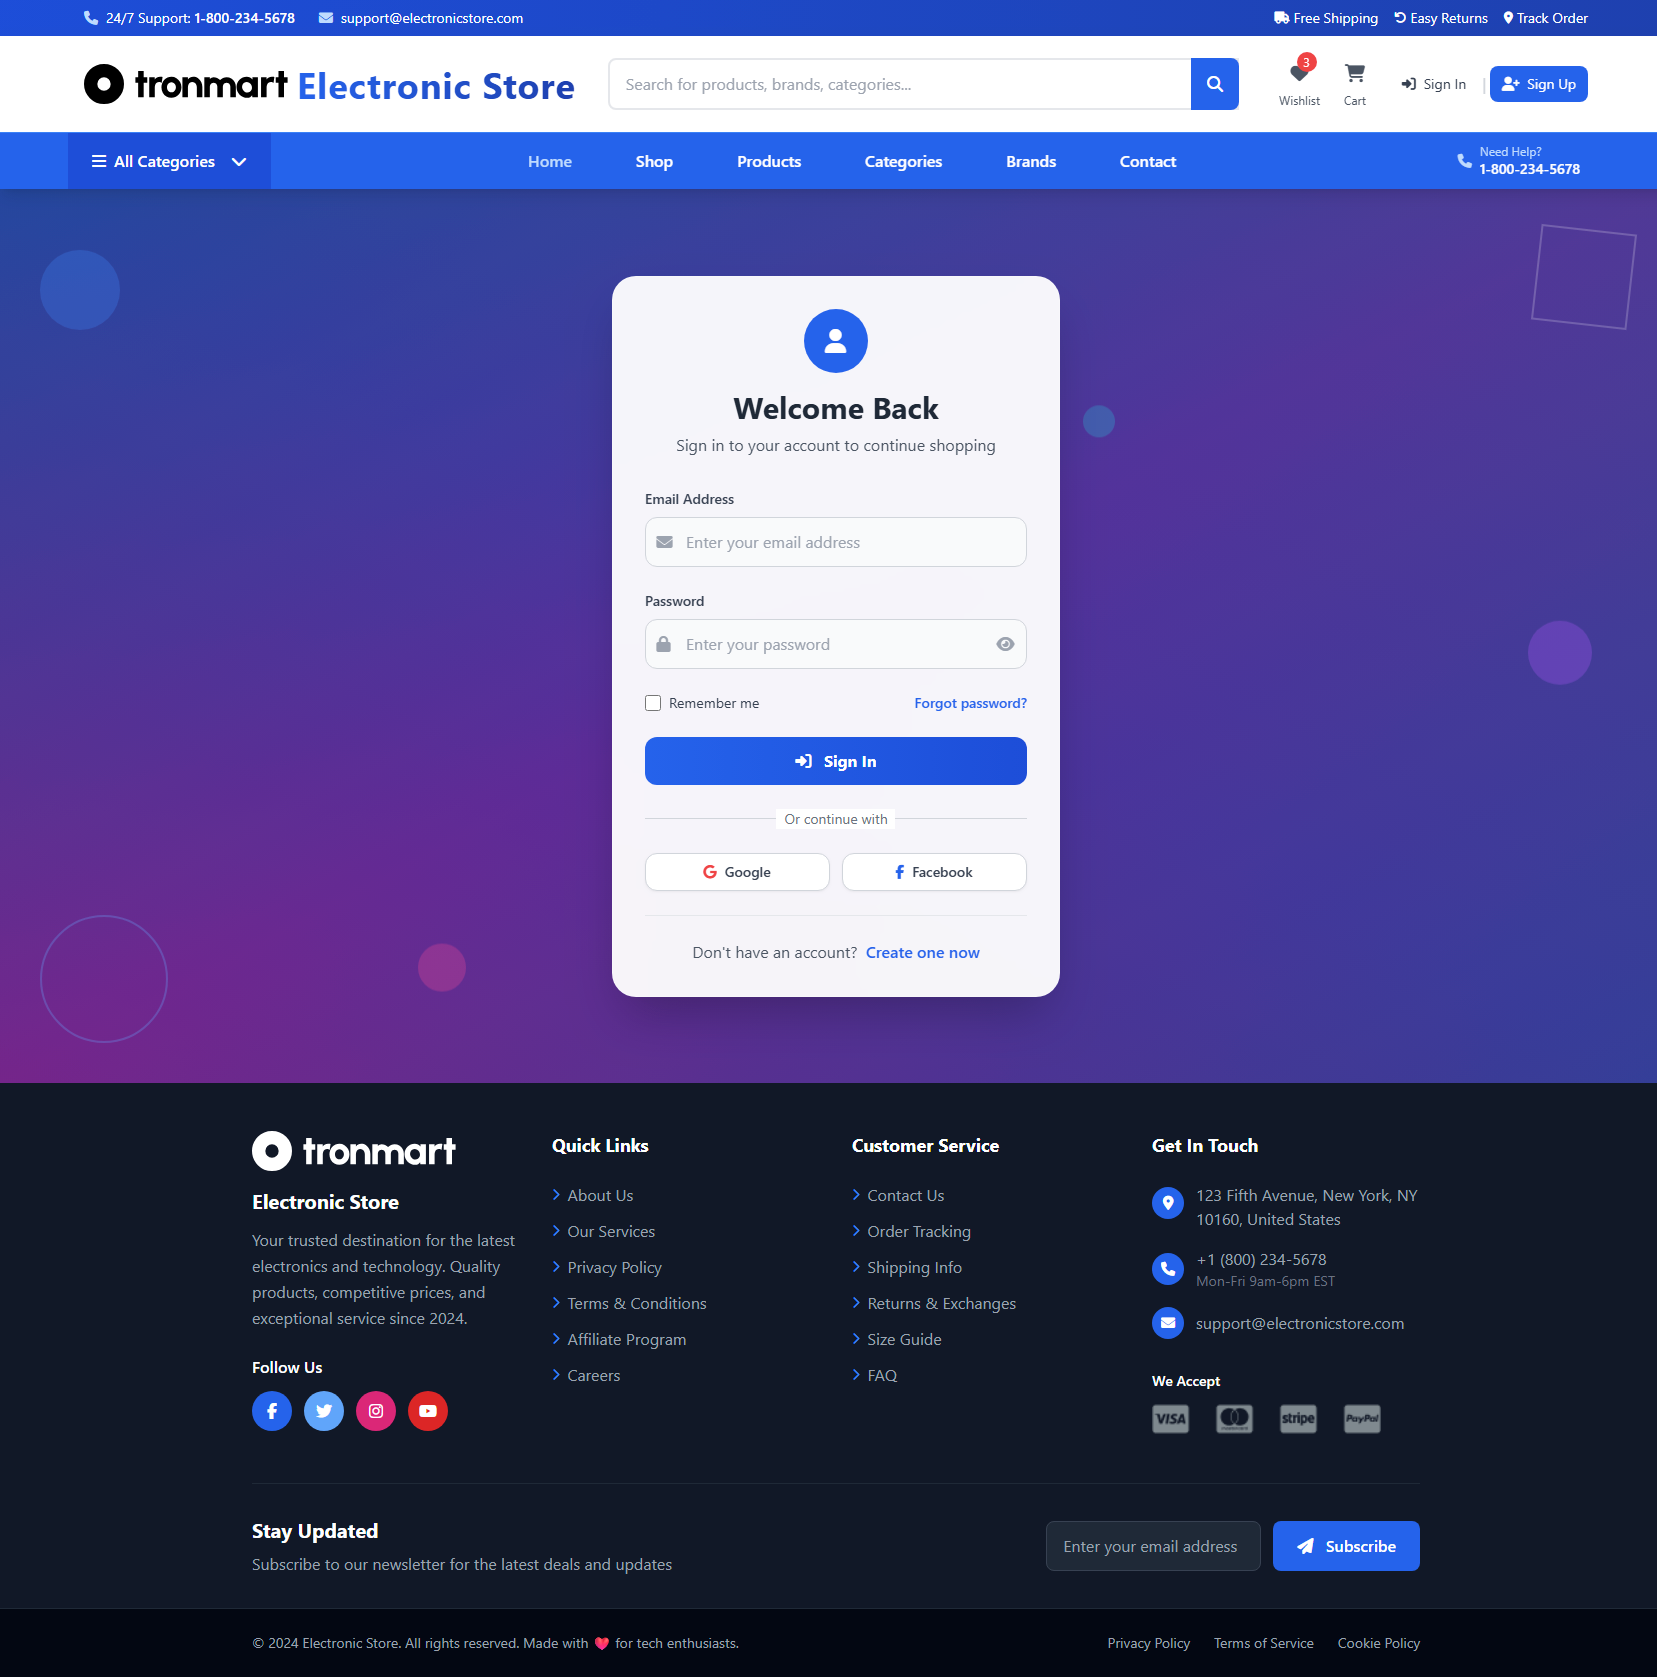 24/7 Support: 1-800-234-5678 support@electronicstore.com Free Shipping Easy Returns Track Order
tronmart Electronic Store
Search for products, brands, categories...
3
Wishlist Cart Sign In | Sign Up
All Categories Home Shop Products Categories Brands Contact
Need Help?
1-800-234-5678
Welcome Back
Sign in to your account to continue shopping
Email Address
Enter your email address
Password
Enter your password
Remember me Forgot password?
Sign In
Or continue with
Google Facebook
Don't have an account? Create one now
tronmart
Electronic Store
Your trusted destination for the latest
electronics and technology. Quality
products, competitive prices, and
exceptional service since 2024.
Follow Us
Quick Links
About Us
Our Services
Privacy Policy
Terms & Conditions
Affiliate Program
Careers
Customer Service
Contact Us
Order Tracking
Shipping Info
Returns & Exchanges
Size Guide
FAQ
Get In Touch
123 Fifth Avenue, New York, NY
10160, United States
+1 (800) 234-5678
Mon-Fri 9am-6pm EST
support@electronicstore.com
We Accept
VISA stripe PayPal
Stay Updated
Subscribe to our newsletter for the latest deals and updates
Enter your email address Subscribe
© 2024 Electronic Store. All rights reserved. Made with ❤️ for tech enthusiasts.
Privacy Policy Terms of Service Cookie Policy